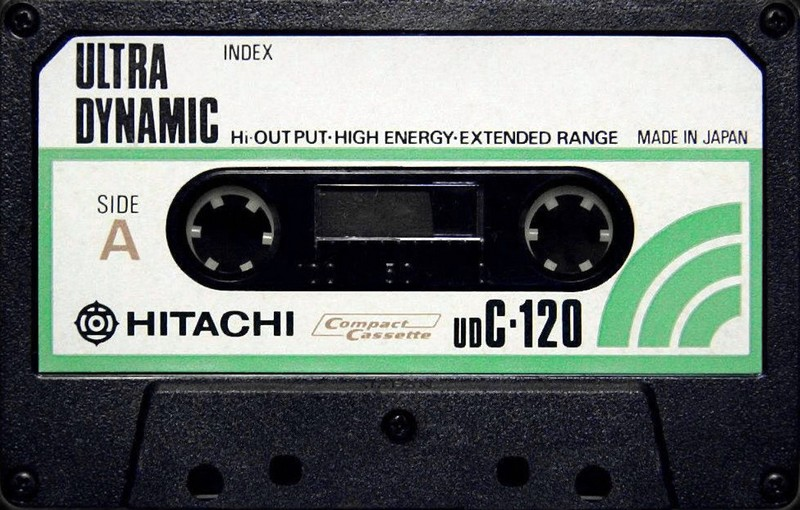 ULTRA
DYNAMIC
INDEX
Hi·OUTPUT·HIGH ENERGY·EXTENDED RANGE MADE IN JAPAN
SIDE
A
HITACHI
Compact
Cassette
UDC·120